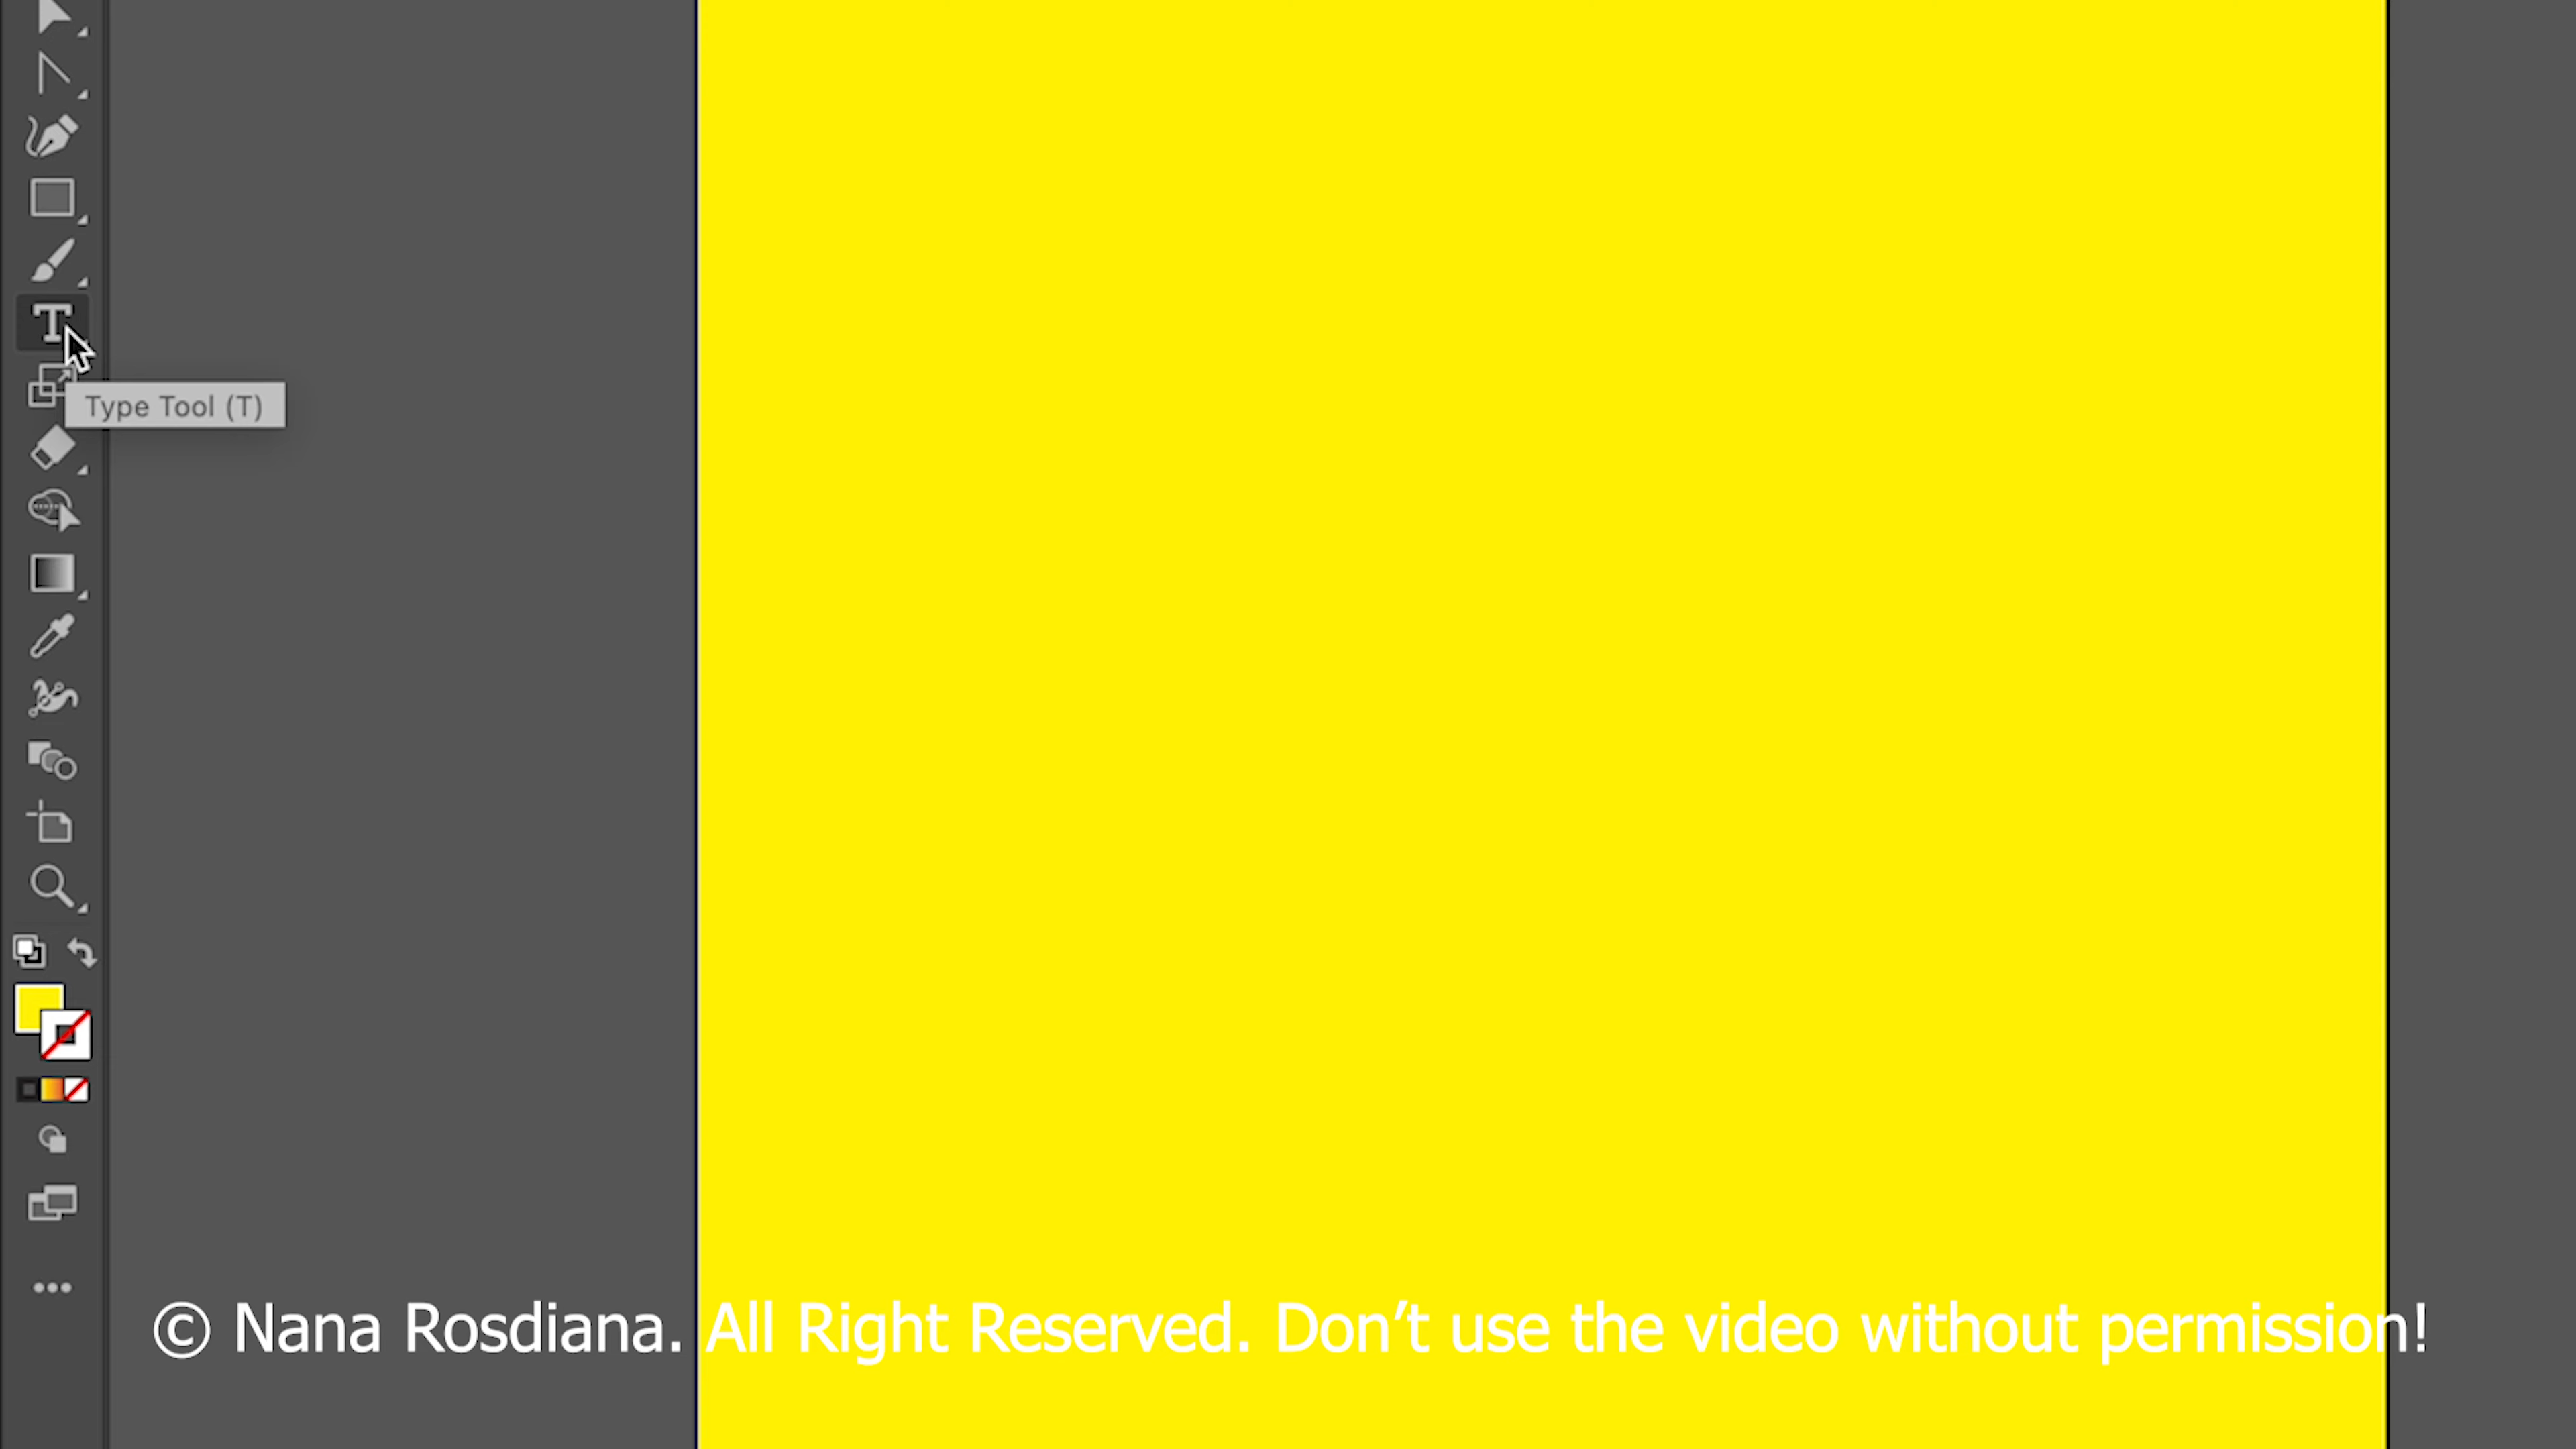 Type Tool (T)
© Nana Rosdiana. All Right Reserved. Don’t use the video without permission!